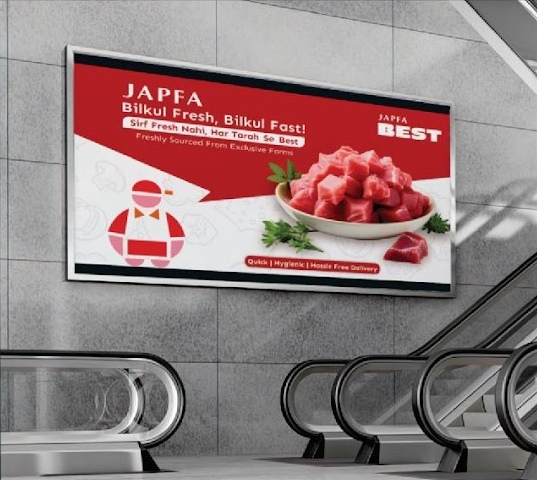 JAPFA
Bilkul Fresh, Bilkul Fast!
Sirf Fresh Nahi, Har Tarah Se Best
Freshly Sourced From Exclusive Farms
JAPFA
BEST
Quick | Hygienic | Hassle Free Delivery